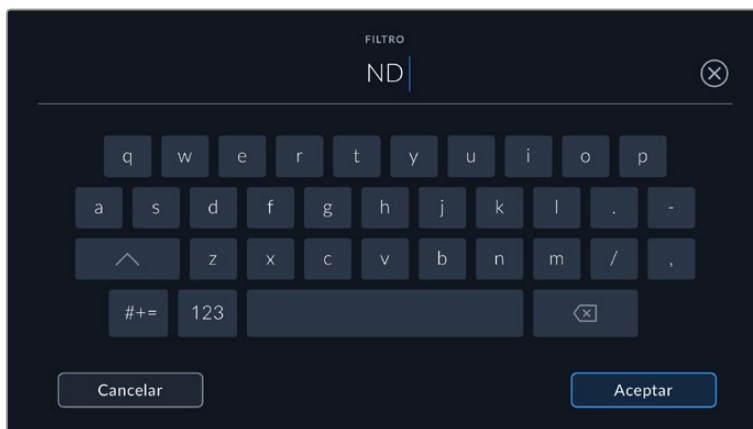 FILTRO
ND
q w e r t y u i o p
a s d f g h j k l . -
z x c v b n m / ,
#+= 123
Cancelar Aceptar